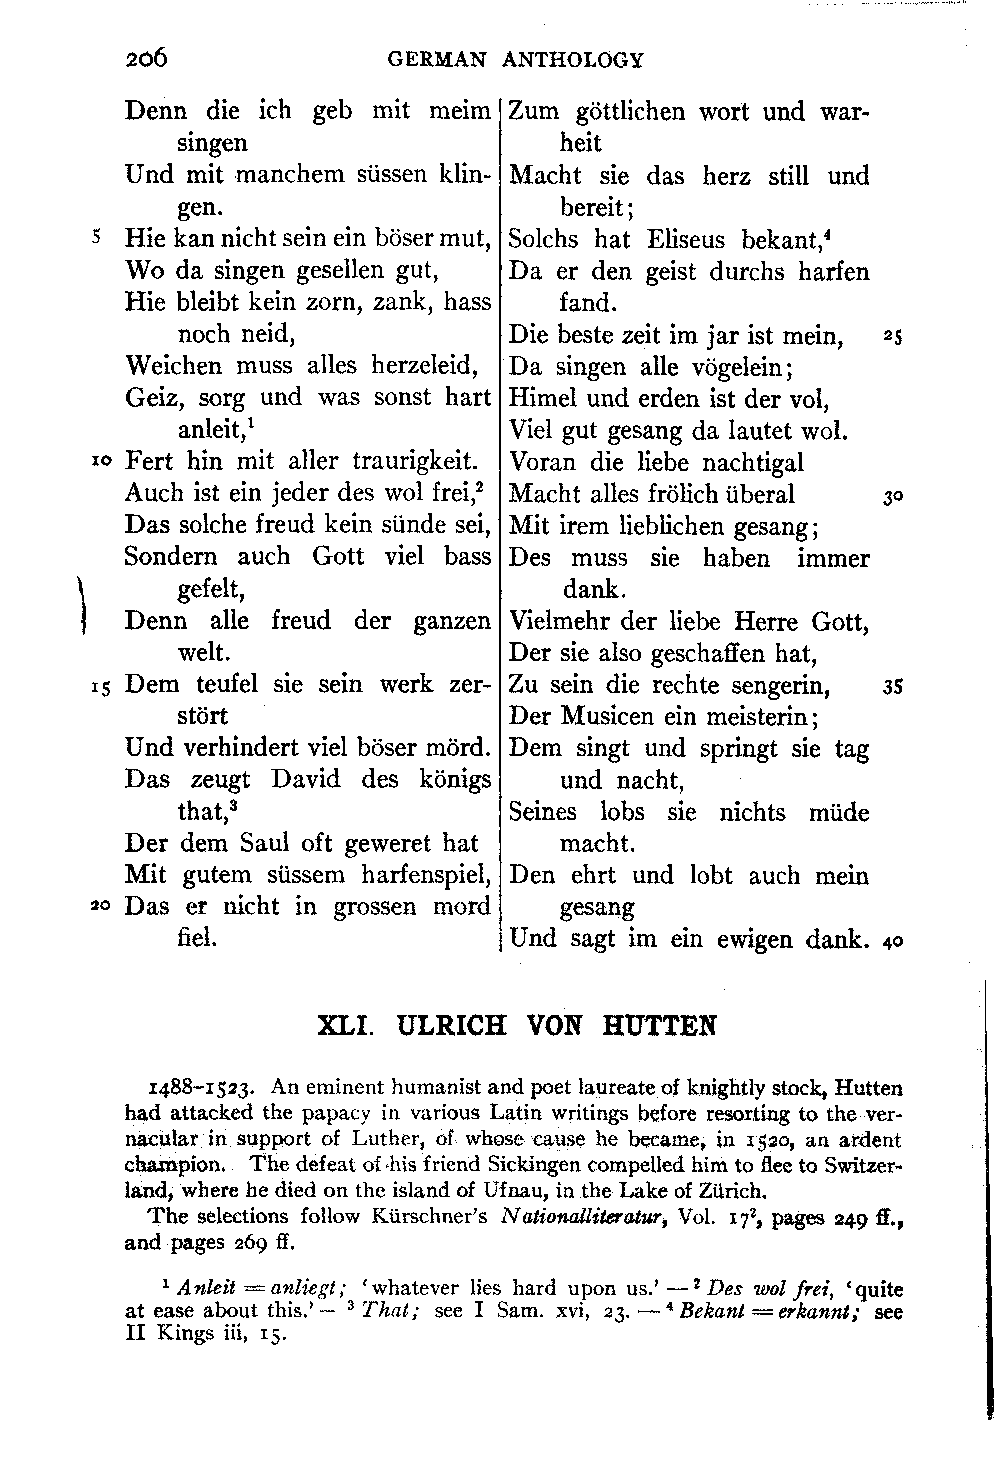 206 GERMAN ANTHOLOGY
Denn die ich geb mit meim
singen
Und mit manchem süssen klin-
gen.
5 Hie kan nicht sein ein böser mut,
Wo da singen gesellen gut,
Hie bleibt kein zorn, zank, hass
noch neid,
Weichen muss alles herzeleid,
Geiz, sorg und was sonst hart
anleit,¹
10 Fert hin mit aller traurigkeit.
Auch ist ein jeder des wol frei,²
Das solche freud kein sünde sei,
Sondern auch Gott viel bass
gefelt,
Denn alle freud der ganzen
welt.
15 Dem teufel sie sein werk zer-
stört
Und verhindert viel böser mörd.
Das zeugt David des königs
that,³
Der dem Saul oft geweret hat
Mit gutem süssem harfenspiel,
20 Das er nicht in grossen mord
fiel.
Zum göttlichen wort und war-
heit
Macht sie das herz still und
bereit;
Solchs hat Eliseus bekant,⁴
Da er den geist durchs harfen
fand.
Die beste zeit im jar ist mein, 25
Da singen alle vögelein;
Himel und erden ist der vol,
Viel gut gesang da lautet wol.
Voran die liebe nachtigal
Macht alles frölich überal 30
Mit irem lieblichen gesang;
Des muss sie haben immer
dank.
Vielmehr der liebe Herre Gott,
Der sie also geschaffen hat,
Zu sein die rechte sengerin, 35
Der Musicen ein meisterin;
Dem singt und springt sie tag
und nacht,
Seines lobs sie nichts müde
macht.
Den ehrt und lobt auch mein
gesang
Und sagt im ein ewigen dank. 40
XLI. ULRICH VON HUTTEN
1488–1523. An eminent humanist and poet laureate of knightly stock, Hutten
had attacked the papacy in various Latin writings before resorting to the ver-
nacular in support of Luther, of whose cause he became, in 1520, an ardent
champion. The defeat of his friend Sickingen compelled him to flee to Switzer-
land, where he died on the island of Ufnau, in the Lake of Zürich.
The selections follow Kürschner's Nationalliteratur, Vol. 17², pages 249 ff.,
and pages 269 ff.
¹ Anleit = anliegt; ‘whatever lies hard upon us.’ — ² Des wol frei, ‘quite
at ease about this.’ — ³ That; see I Sam. xvi, 23. — ⁴ Bekant = erkannt; see
II Kings iii, 15.